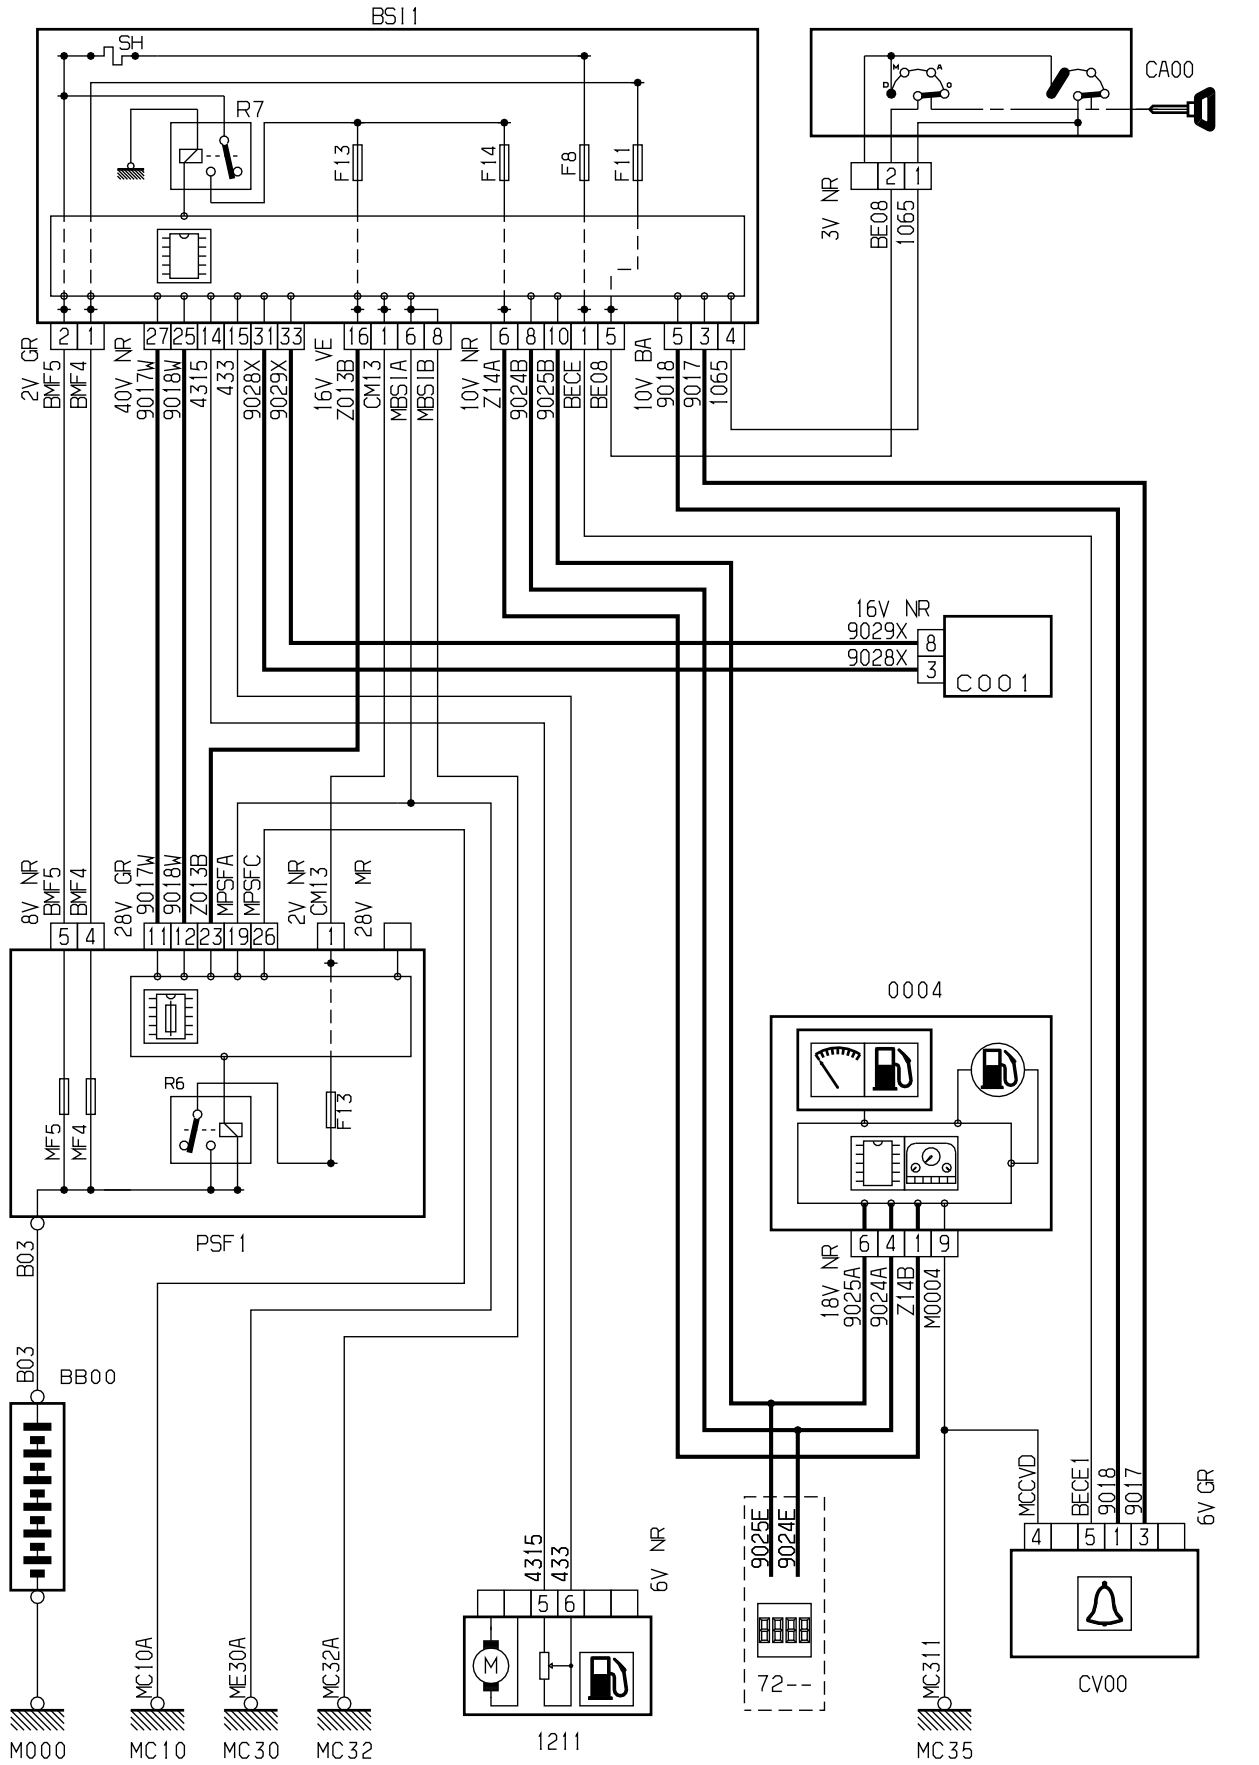 BSI1
SH
R7
F13
F14
F8
F11
CA00
M
A
D
C
3V NR
2 1
BE08
1065
2 1
27 25 14 15 31 33
16 1 6 8
6 8 10 1 5
5 3 4
2V GR
BMF5
BMF4
40V NR
9017W
9018W
4315
433
9028X
9029X
16V VE
Z013B
CM13
MBS1A
MBS1B
10V NR
Z14A
9024B
9025B
BECE
BE08
10V BA
9018
9017
1065
16V NR
9029X
8
9028X
3
C001
8V NR
BMF5
BMF4
28V GR
9017W
9018W
Z013B
MPSFA
MPSFC
2V NR
CM13
28V MR
5 4
11 12 23 19 26
1
R6
MF5
MF4
F13
PSF1
0004
6 4 1 9
18V NR
9025A
9024A
Z14B
M0004
B03
B03
BB00
MCCVD
BECE1
9018
9017
6V GR
4 5 1 3
CV00
4315
433
6V NR
5 6
M
1211
9025E
9024E
72--
MC10A
ME30A
MC32A
MC311
M000
MC10
MC30
MC32
MC35